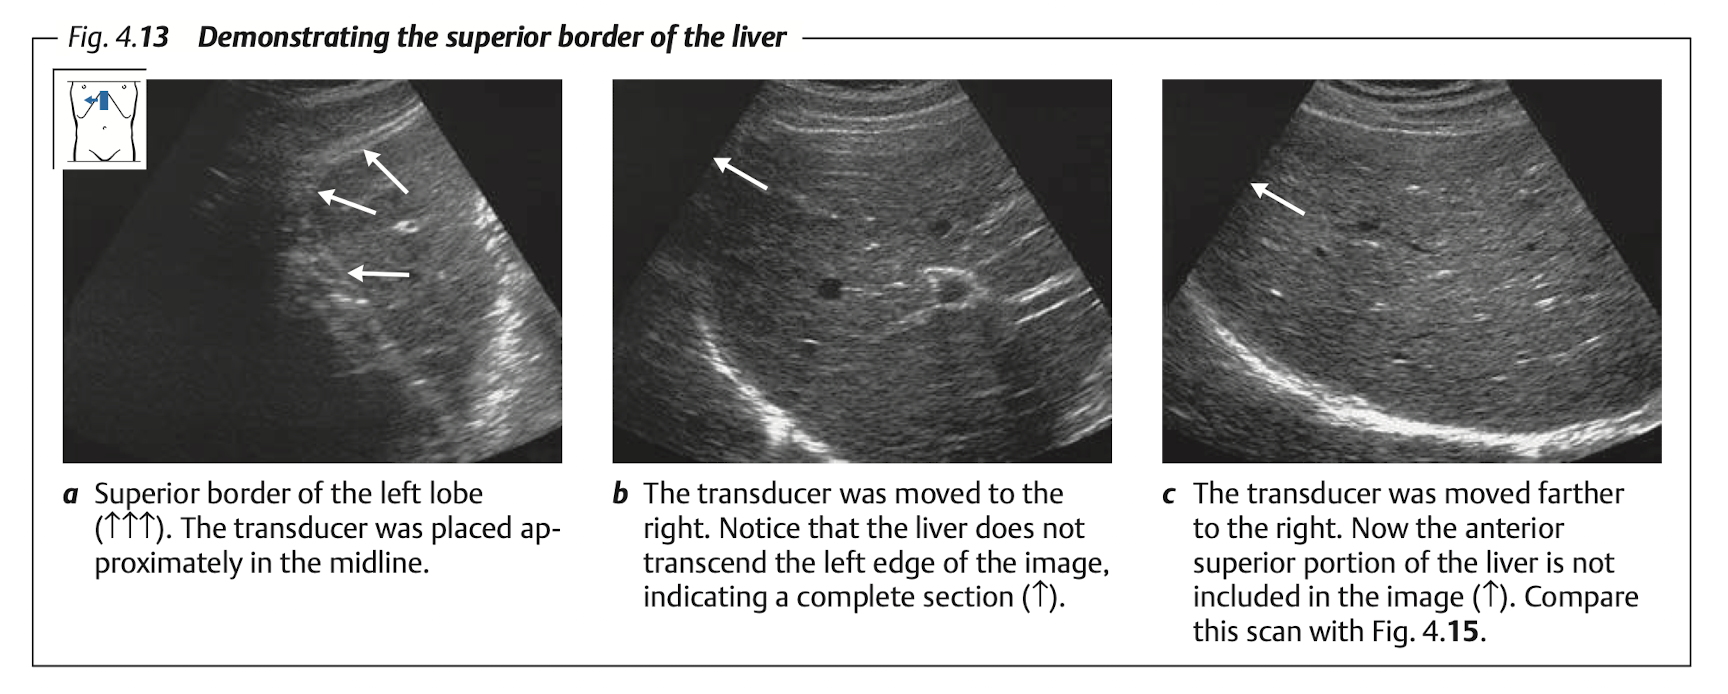 Fig. 4.13 Demonstrating the superior border of the liver
a Superior border of the left lobe
(↑↑↑). The transducer was placed ap-
proximately in the midline.
b The transducer was moved to the
right. Notice that the liver does not
transcend the left edge of the image,
indicating a complete section (↑).
c The transducer was moved farther
to the right. Now the anterior
superior portion of the liver is not
included in the image (↑). Compare
this scan with Fig. 4.15.